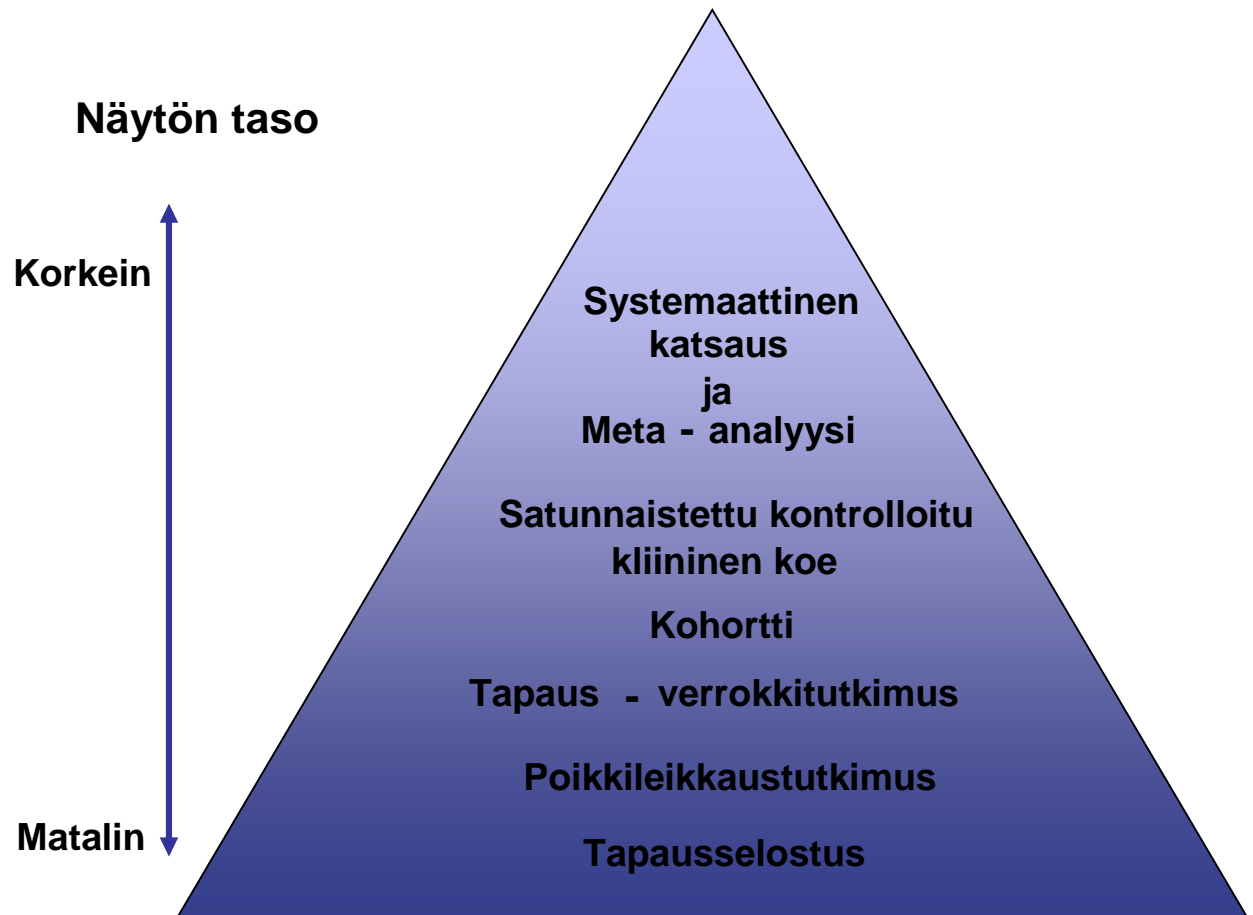 Näytön taso
Korkein
Systemaattinen
katsaus
ja
Meta - analyysi
Satunnaistettu kontrolloitu
kliininen koe
Kohortti
Tapaus - verrokkitutkimus
Poikkileikkaustutkimus
Matalin
Tapausselostus